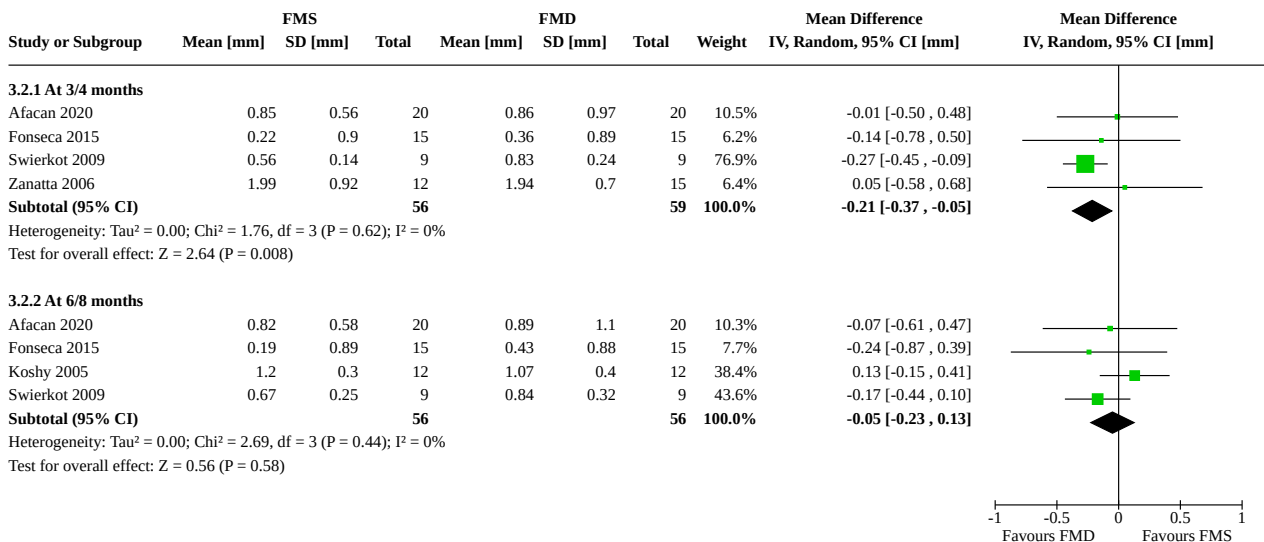 FMS FMD Mean Difference Mean Difference
Study or Subgroup Mean [mm] SD [mm] Total Mean [mm] SD [mm] Total Weight IV, Random, 95% CI [mm] IV, Random, 95% CI [mm]
3.2.1 At 3/4 months
Afacan 2020 0.85 0.56 20 0.86 0.97 20 10.5% -0.01 [-0.50 , 0.48]
Fonseca 2015 0.22 0.9 15 0.36 0.89 15 6.2% -0.14 [-0.78 , 0.50]
Swierkot 2009 0.56 0.14 9 0.83 0.24 9 76.9% -0.27 [-0.45 , -0.09]
Zanatta 2006 1.99 0.92 12 1.94 0.7 15 6.4% 0.05 [-0.58 , 0.68]
Subtotal (95% CI) 56 59 100.0% -0.21 [-0.37 , -0.05]
Heterogeneity: Tau² = 0.00; Chi² = 1.76, df = 3 (P = 0.62); I² = 0%
Test for overall effect: Z = 2.64 (P = 0.008)
3.2.2 At 6/8 months
Afacan 2020 0.82 0.58 20 0.89 1.1 20 10.3% -0.07 [-0.61 , 0.47]
Fonseca 2015 0.19 0.89 15 0.43 0.88 15 7.7% -0.24 [-0.87 , 0.39]
Koshy 2005 1.2 0.3 12 1.07 0.4 12 38.4% 0.13 [-0.15 , 0.41]
Swierkot 2009 0.67 0.25 9 0.84 0.32 9 43.6% -0.17 [-0.44 , 0.10]
Subtotal (95% CI) 56 56 100.0% -0.05 [-0.23 , 0.13]
Heterogeneity: Tau² = 0.00; Chi² = 2.69, df = 3 (P = 0.44); I² = 0%
Test for overall effect: Z = 0.56 (P = 0.58)
-1 -0.5 0 0.5 1
Favours FMD Favours FMS